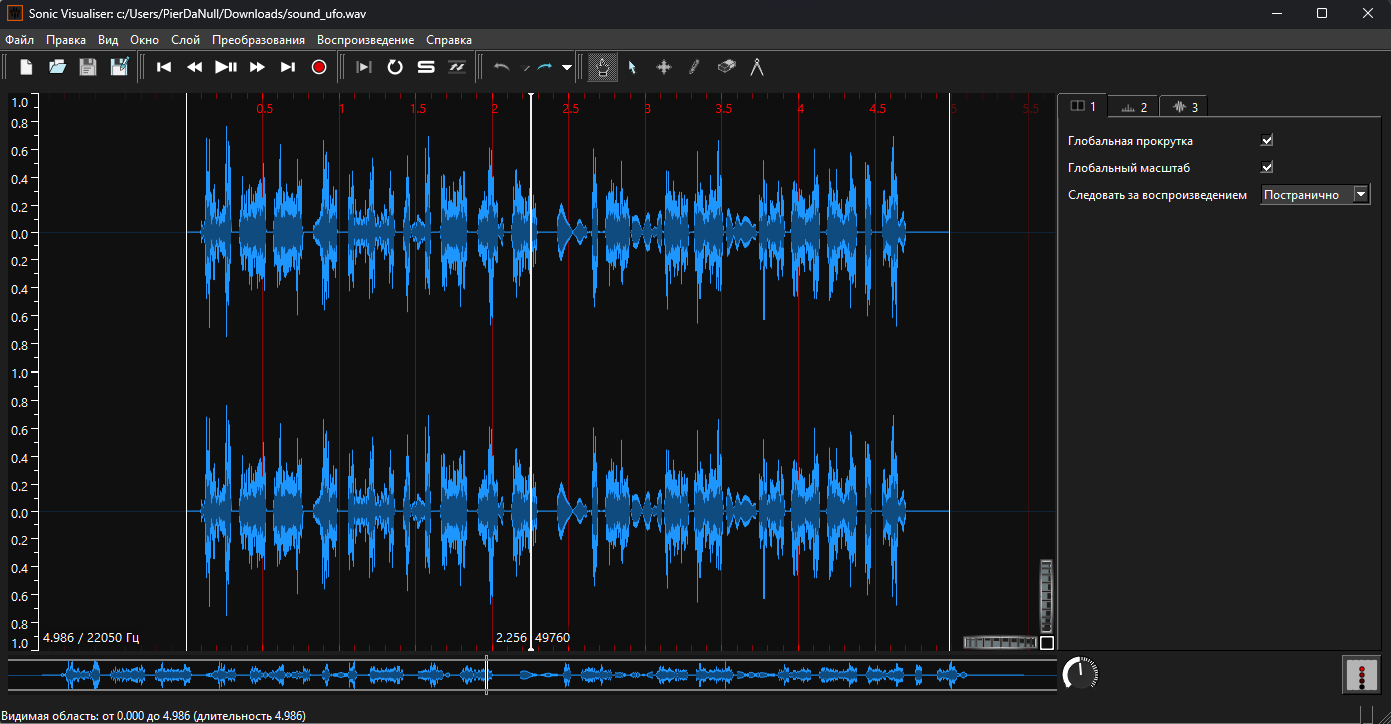 Sonic Visualiser: c:/Users/PierDaNull/Downloads/sound_ufo.wav
Файл Правка Вид Окно Слой Преобразования Воспроизведение Справка
0.5 1 1.5 2 2.5 3 3.5 4 4.5 5 5.5
1.0
0.8
0.6
0.4
0.2
0.0
0.2
0.4
0.6
0.8
1.0
0.8
0.6
0.4
0.2
0.0
0.2
0.4
0.6
0.8
1.0
4.986 / 22050 Гц
2.256 49760
1 2 3
Глобальная прокрутка
Глобальный масштаб
Следовать за воспроизведением Постранично
Видимая область: от 0.000 до 4.986 (длительность 4.986)